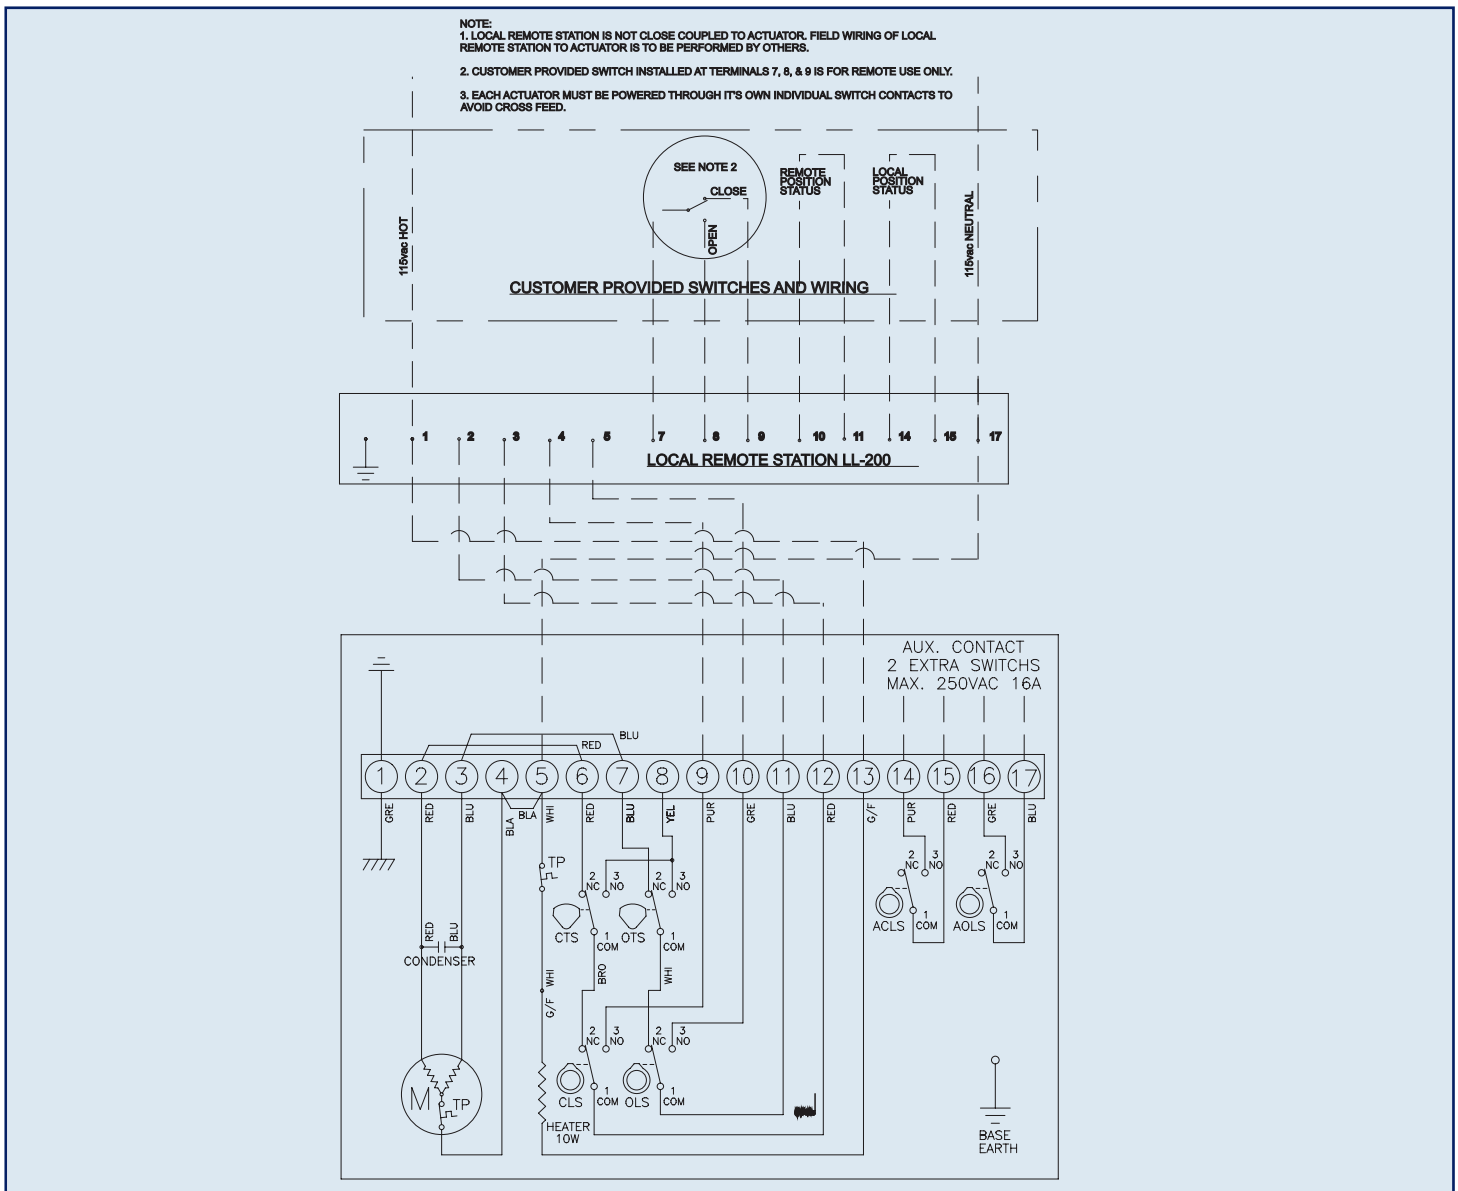 NOTE:
1. LOCAL REMOTE STATION IS NOT CLOSE COUPLED TO ACTUATOR. FIELD WIRING OF LOCAL
REMOTE STATION TO ACTUATOR IS TO BE PERFORMED BY OTHERS.
2. CUSTOMER PROVIDED SWITCH INSTALLED AT TERMINALS 7, 8, & 9 IS FOR REMOTE USE ONLY.
3. EACH ACTUATOR MUST BE POWERED THROUGH IT'S OWN INDIVIDUAL SWITCH CONTACTS TO
AVOID CROSS FEED.
SEE NOTE 2
CLOSE
OPEN
REMOTE
POSITION
STATUS
LOCAL
POSITION
STATUS
115vac HOT
115vac NEUTRAL
CUSTOMER PROVIDED SWITCHES AND WIRING
1 2 3 4 5 7 8 9 10 11 14 15 17
LOCAL REMOTE STATION LL-200
AUX. CONTACT
2 EXTRA SWITCHS
MAX. 250VAC 16A
BLU
RED
1 2 3 4 5 6 7 8 9 10 11 12 13 14 15 16 17
GRE RED BLU BLA BLA WHI RED BLU YEL PUR GRE BLU RED G/F PUR RED GRE BLU
TP
2 NC 3 NO 2 NC 3 NO
2 NC 3 NO 2 NC 3 NO
CTS 1 COM OTS 1 COM
ACLS 1 COM AOLS 1 COM
RED BLU
CONDENSER
WHI
G/F
BRO
WHI
2 NC 3 NO 2 NC 3 NO
CLS 1 COM OLS 1 COM
M TP
HEATER
10W
BASE
EARTH